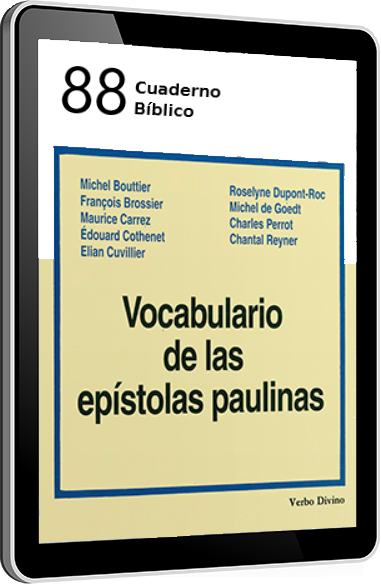 88 Cuaderno
Bíblico
Michel Bouttier
François Brossier
Maurice Carrez
Édouard Cothenet
Elian Cuvillier
Roselyne Dupont-Roc
Michel de Goedt
Charles Perrot
Chantal Reyner
Vocabulario
de las
epístolas paulinas
Verbo Divino